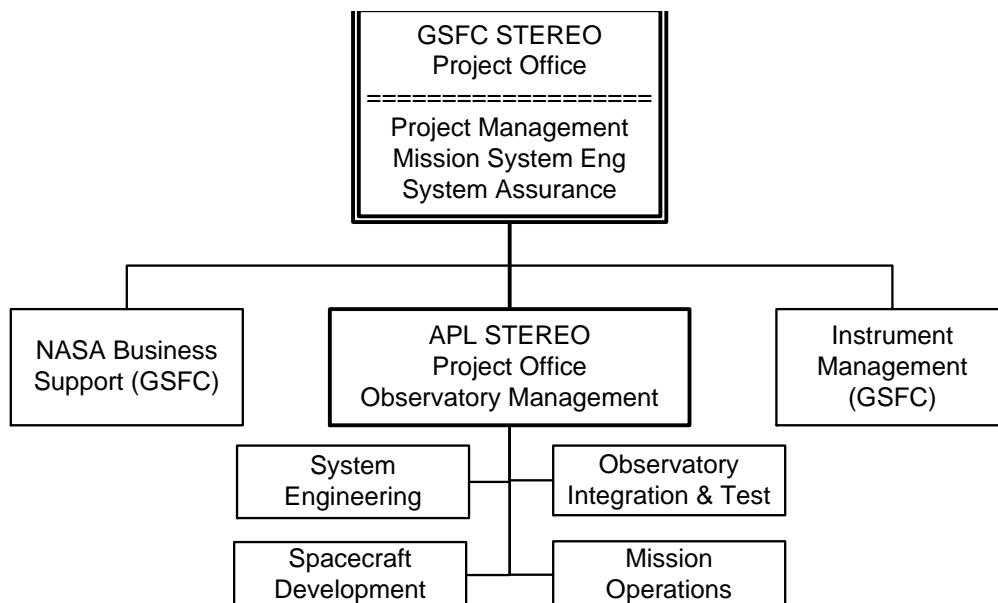 GSFC STEREO
Project Office
===================
Project Management
Mission System Eng
System Assurance
NASA Business
Support (GSFC)
APL STEREO
Project Office
Observatory Management
Instrument
Management
(GSFC)
System
Engineering
Observatory
Integration & Test
Spacecraft
Development
Mission
Operations